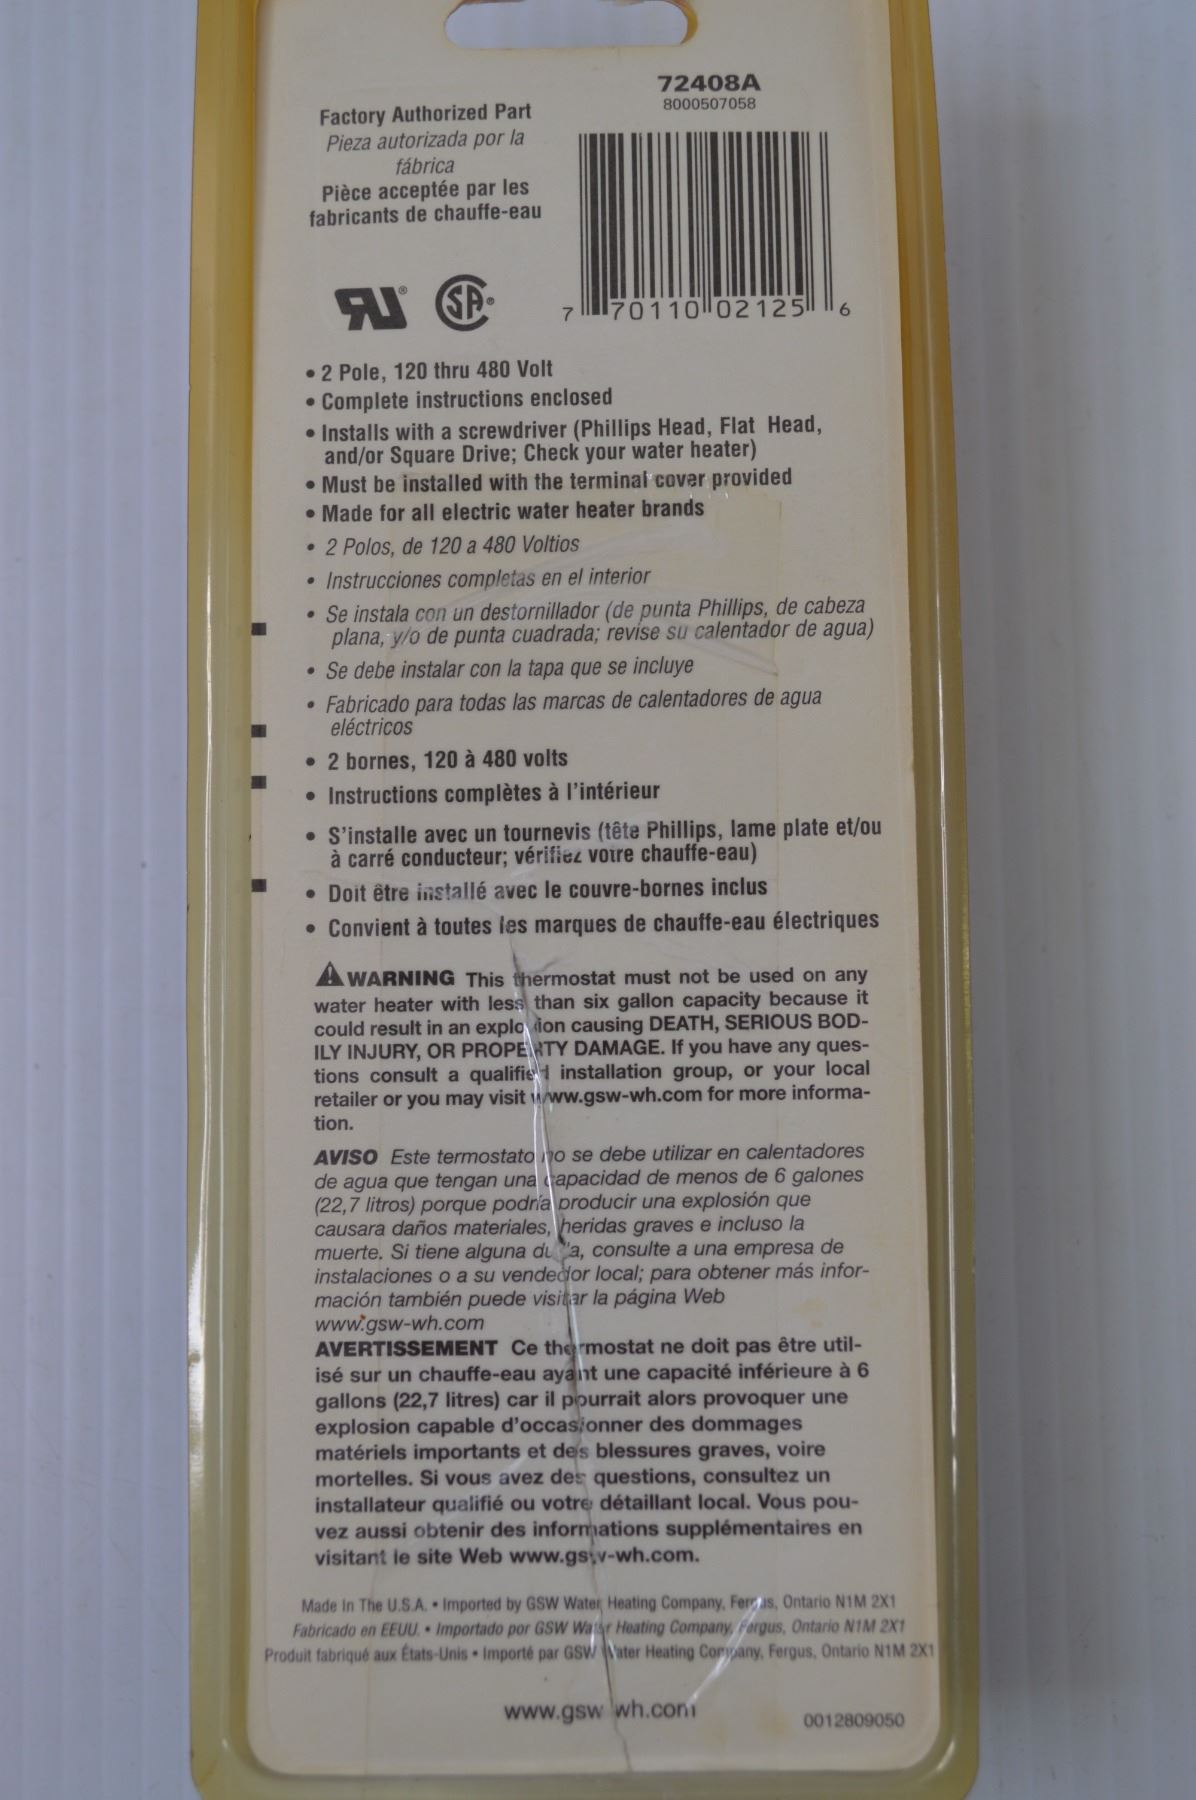 72408A
8000507058
Factory Authorized Part
Pieza autorizada por la
fábrica
Pièce acceptée par les
fabricants de chauffe-eau
RU® SA®
7 70110 02125 6
• 2 Pole, 120 thru 480 Volt
• Complete instructions enclosed
• Installs with a screwdriver (Phillips Head, Flat Head,
and/or Square Drive; Check your water heater)
• Must be installed with the terminal cover provided
• Made for all electric water heater brands
• 2 Polos, de 120 a 480 Voltios
• Instrucciones completas en el interior
• Se instala con un destornillador (de punta Phillips, de cabeza
plana, y/o de punta cuadrada; revise su calentador de agua)
• Se debe instalar con la tapa que se incluye
• Fabricado para todas las marcas de calentadores de agua
eléctricos
• 2 bornes, 120 à 480 volts
• Instructions complètes à l'intérieur
• S'installe avec un tournevis (tête Phillips, lame plate et/ou
à carré conducteur; vérifiez votre chauffe-eau)
• Doit être installé avec le couvre-bornes inclus
• Convient à toutes les marques de chauffe-eau électriques
WARNING This thermostat must not be used on any
water heater with less than six gallon capacity because it
could result in an explosion causing DEATH, SERIOUS BOD-
ILY INJURY, OR PROPERTY DAMAGE. If you have any ques-
tions consult a qualified installation group, or your local
retailer or you may visit www.gsw-wh.com for more informa-
tion.
AVISO Este termostato no se debe utilizar en calentadores
de agua que tengan una capacidad de menos de 6 galones
(22,7 litros) porque podría producir una explosión que
causara daños materiales, heridas graves e incluso la
muerte. Si tiene alguna duda, consulte a una empresa de
instalaciones o a su vendedor local; para obtener más infor-
mación también puede visitar la página Web
www.gsw-wh.com
AVERTISSEMENT Ce thermostat ne doit pas être util-
isé sur un chauffe-eau ayant une capacité inférieure à 6
gallons (22,7 litres) car il pourrait alors provoquer une
explosion capable d'occasionner des dommages
matériels importants et des blessures graves, voire
mortelles. Si vous avez des questions, consultez un
installateur qualifié ou votre détaillant local. Vous pou-
vez aussi obtenir des informations supplémentaires en
visitant le site Web www.gsw-wh.com.
Made In The U.S.A. • Imported by GSW Water Heating Company, Fergus, Ontario N1M 2X1
Fabricado en EEUU. • Importado por GSW Water Heating Company, Fergus, Ontario N1M 2X1
Produit fabriqué aux États-Unis • Importé par GSW Water Heating Company, Fergus, Ontario N1M 2X1
www.gsw-wh.com
0012809050